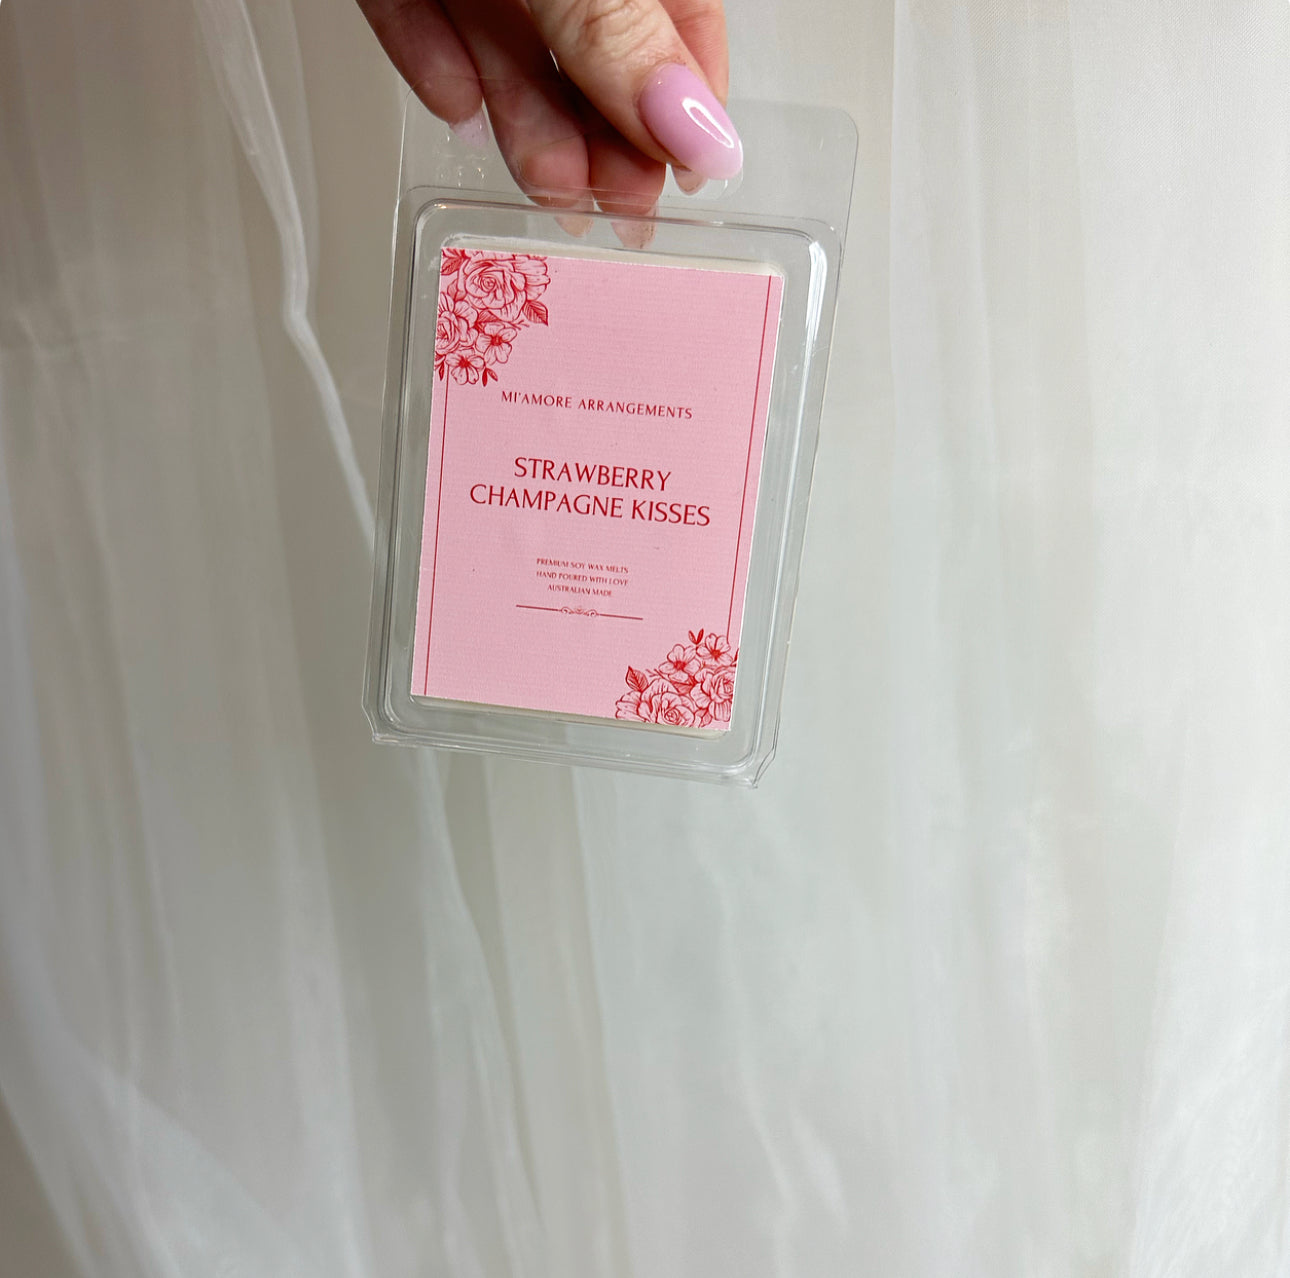 MI'AMORE ARRANGEMENTS
STRAWBERRY
CHAMPAGNE KISSES
PREMIUM SOY WAX MELTS
HAND POURED WITH LOVE
AUSTRALIAN MADE